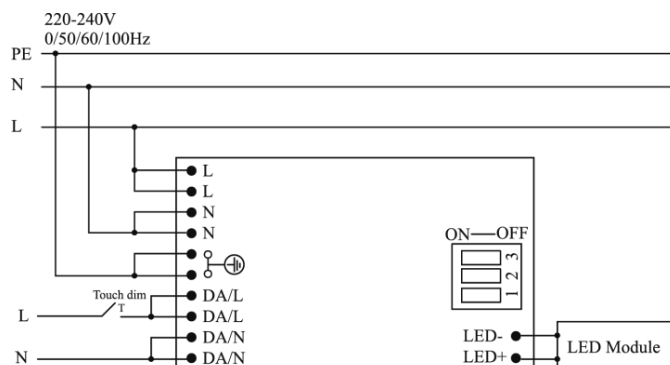 220-240V
0/50/60/100Hz
PE
N
L
L
L
N
N
ON OFF
3
2
1
Touch dim
T
L
DA/L
DA/L
DA/N
N
DA/N
LED-
LED+
LED Module